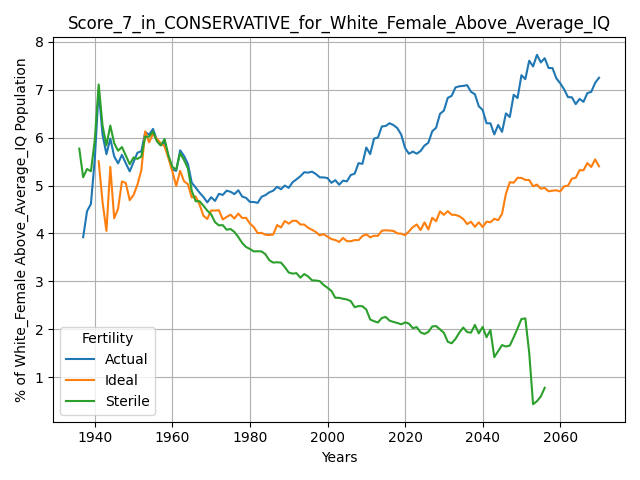 Score_7_in_CONSERVATIVE_for_White_Female_Above_Average_IQ
% of White_Female Above_Average_IQ Population
8
7
6
5
4
3
2
1
Fertility
Actual
Ideal
Sterile
1940 1960 1980 2000 2020 2040 2060
Years